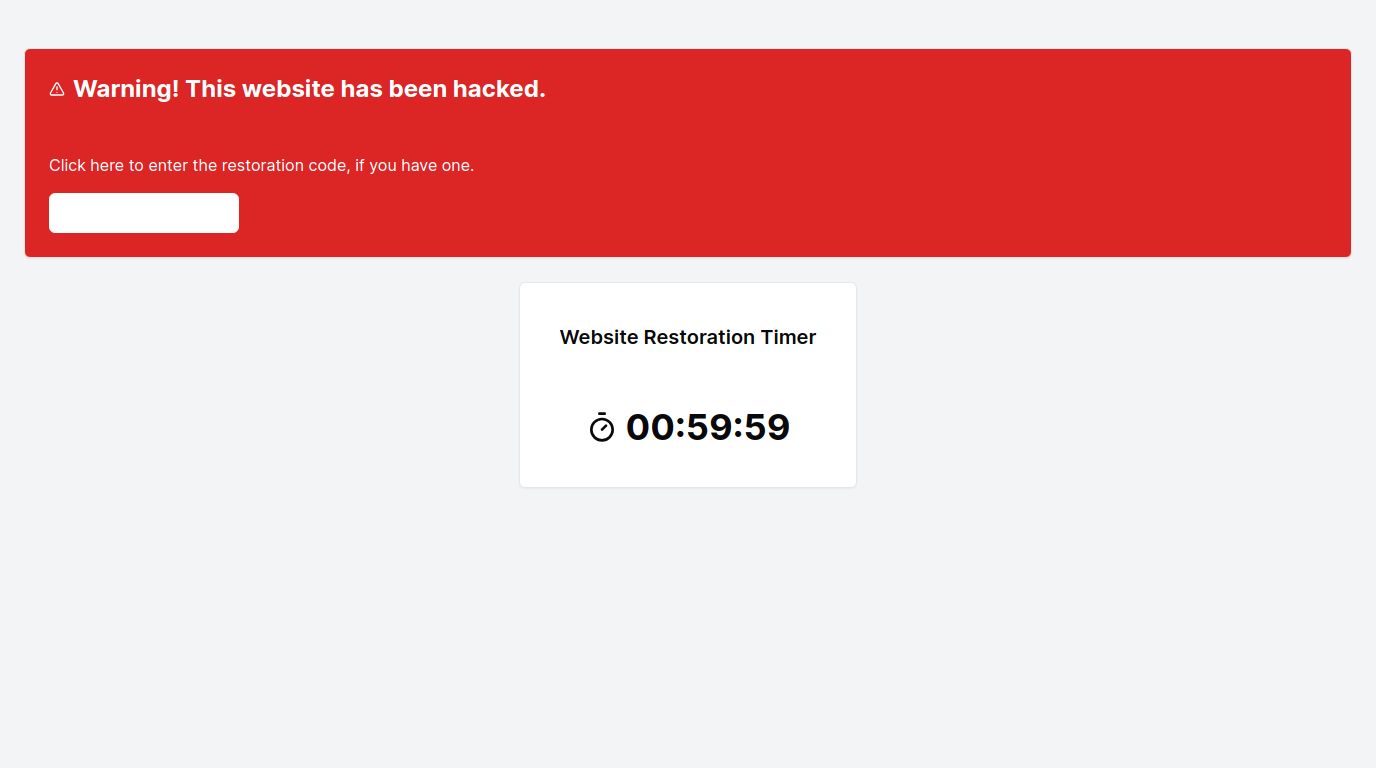 Warning! This website has been hacked.
Click here to enter the restoration code, if you have one.
Website Restoration Timer
00:59:59